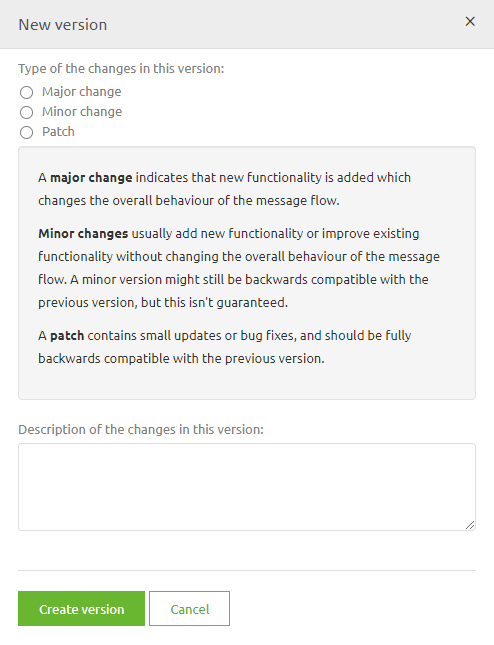 New version
×
Type of the changes in this version:
Major change
Minor change
Patch
A major change indicates that new functionality is added which
changes the overall behaviour of the message flow.
Minor changes usually add new functionality or improve existing
functionality without changing the overall behaviour of the message
flow. A minor version might still be backwards compatible with the
previous version, but this isn't guaranteed.
A patch contains small updates or bug fixes, and should be fully
backwards compatible with the previous version.
Description of the changes in this version:
Create version
Cancel